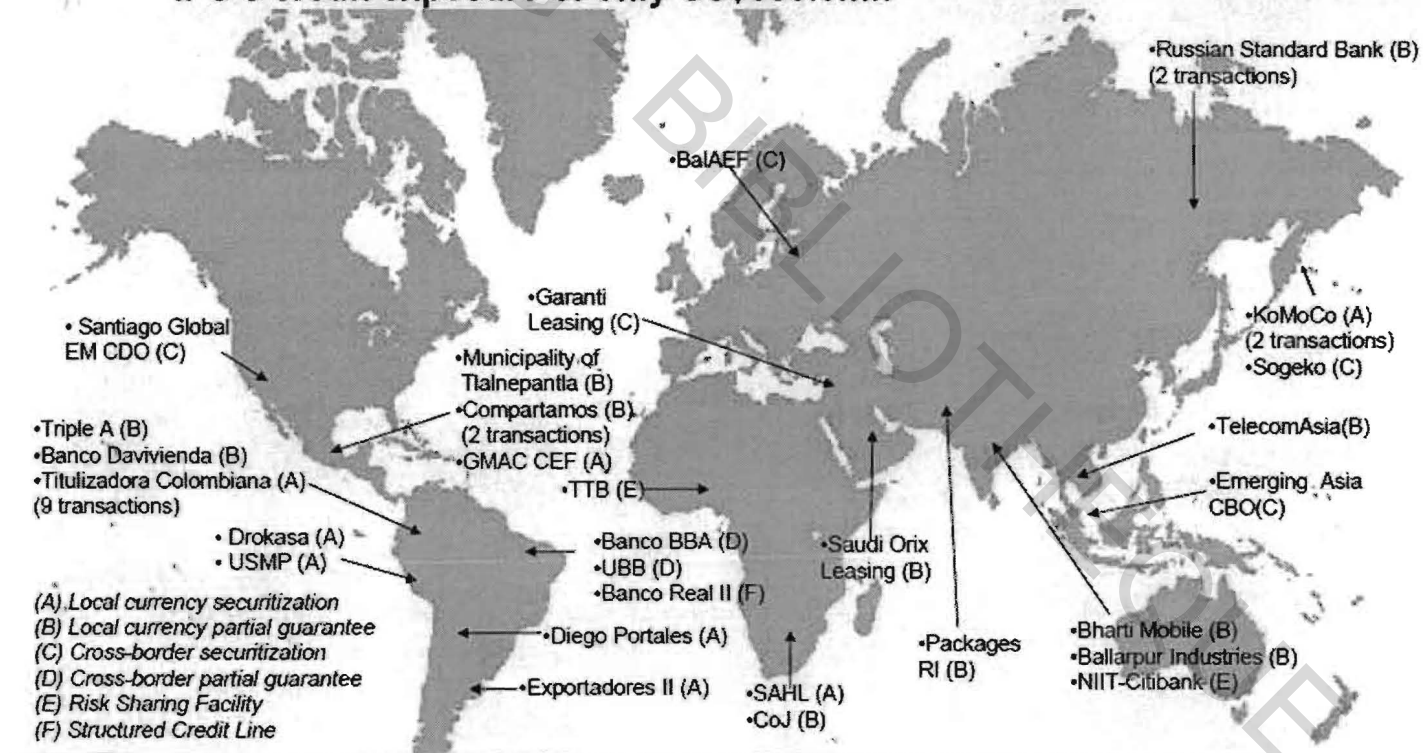 •Russian Standard Bank (B)
(2 transactions)
•BalAEF (C)
•Garanti
Leasing (C)
• Santiago Global
EM CDO (C)
•Municipality of
Tlalnepantla (B)
•Compartamos (B)
(2 transactions)
•GMAC CEF (A)
•KoMoCo (A)
(2 transactions)
•Sogeko (C)
•Triple A (B)
•Banco Davivienda (B)
•Titulizadora Colombiana (A)
(9 transactions)
•TelecomAsia(B)
•TTB (E)
•Emerging Asia
CBO(C)
• Drokasa (A)
• USMP (A)
•Banco BBA (D)
•UBB (D)
•Banco Real II (F)
•Saudi Orix
Leasing (B)
•Diego Portales (A)
•Exportadores II (A)
•SAHL (A)
•CoJ (B)
•Packages
RI (B)
•Bharti Mobile (B)
•Ballarpur Industries (B)
•NIIT-Citibank (E)
(A) Local currency securitization
(B) Local currency partial guarantee
(C) Cross-border securitization
(D) Cross-border partial guarantee
(E) Risk Sharing Facility
(F) Structured Credit Line